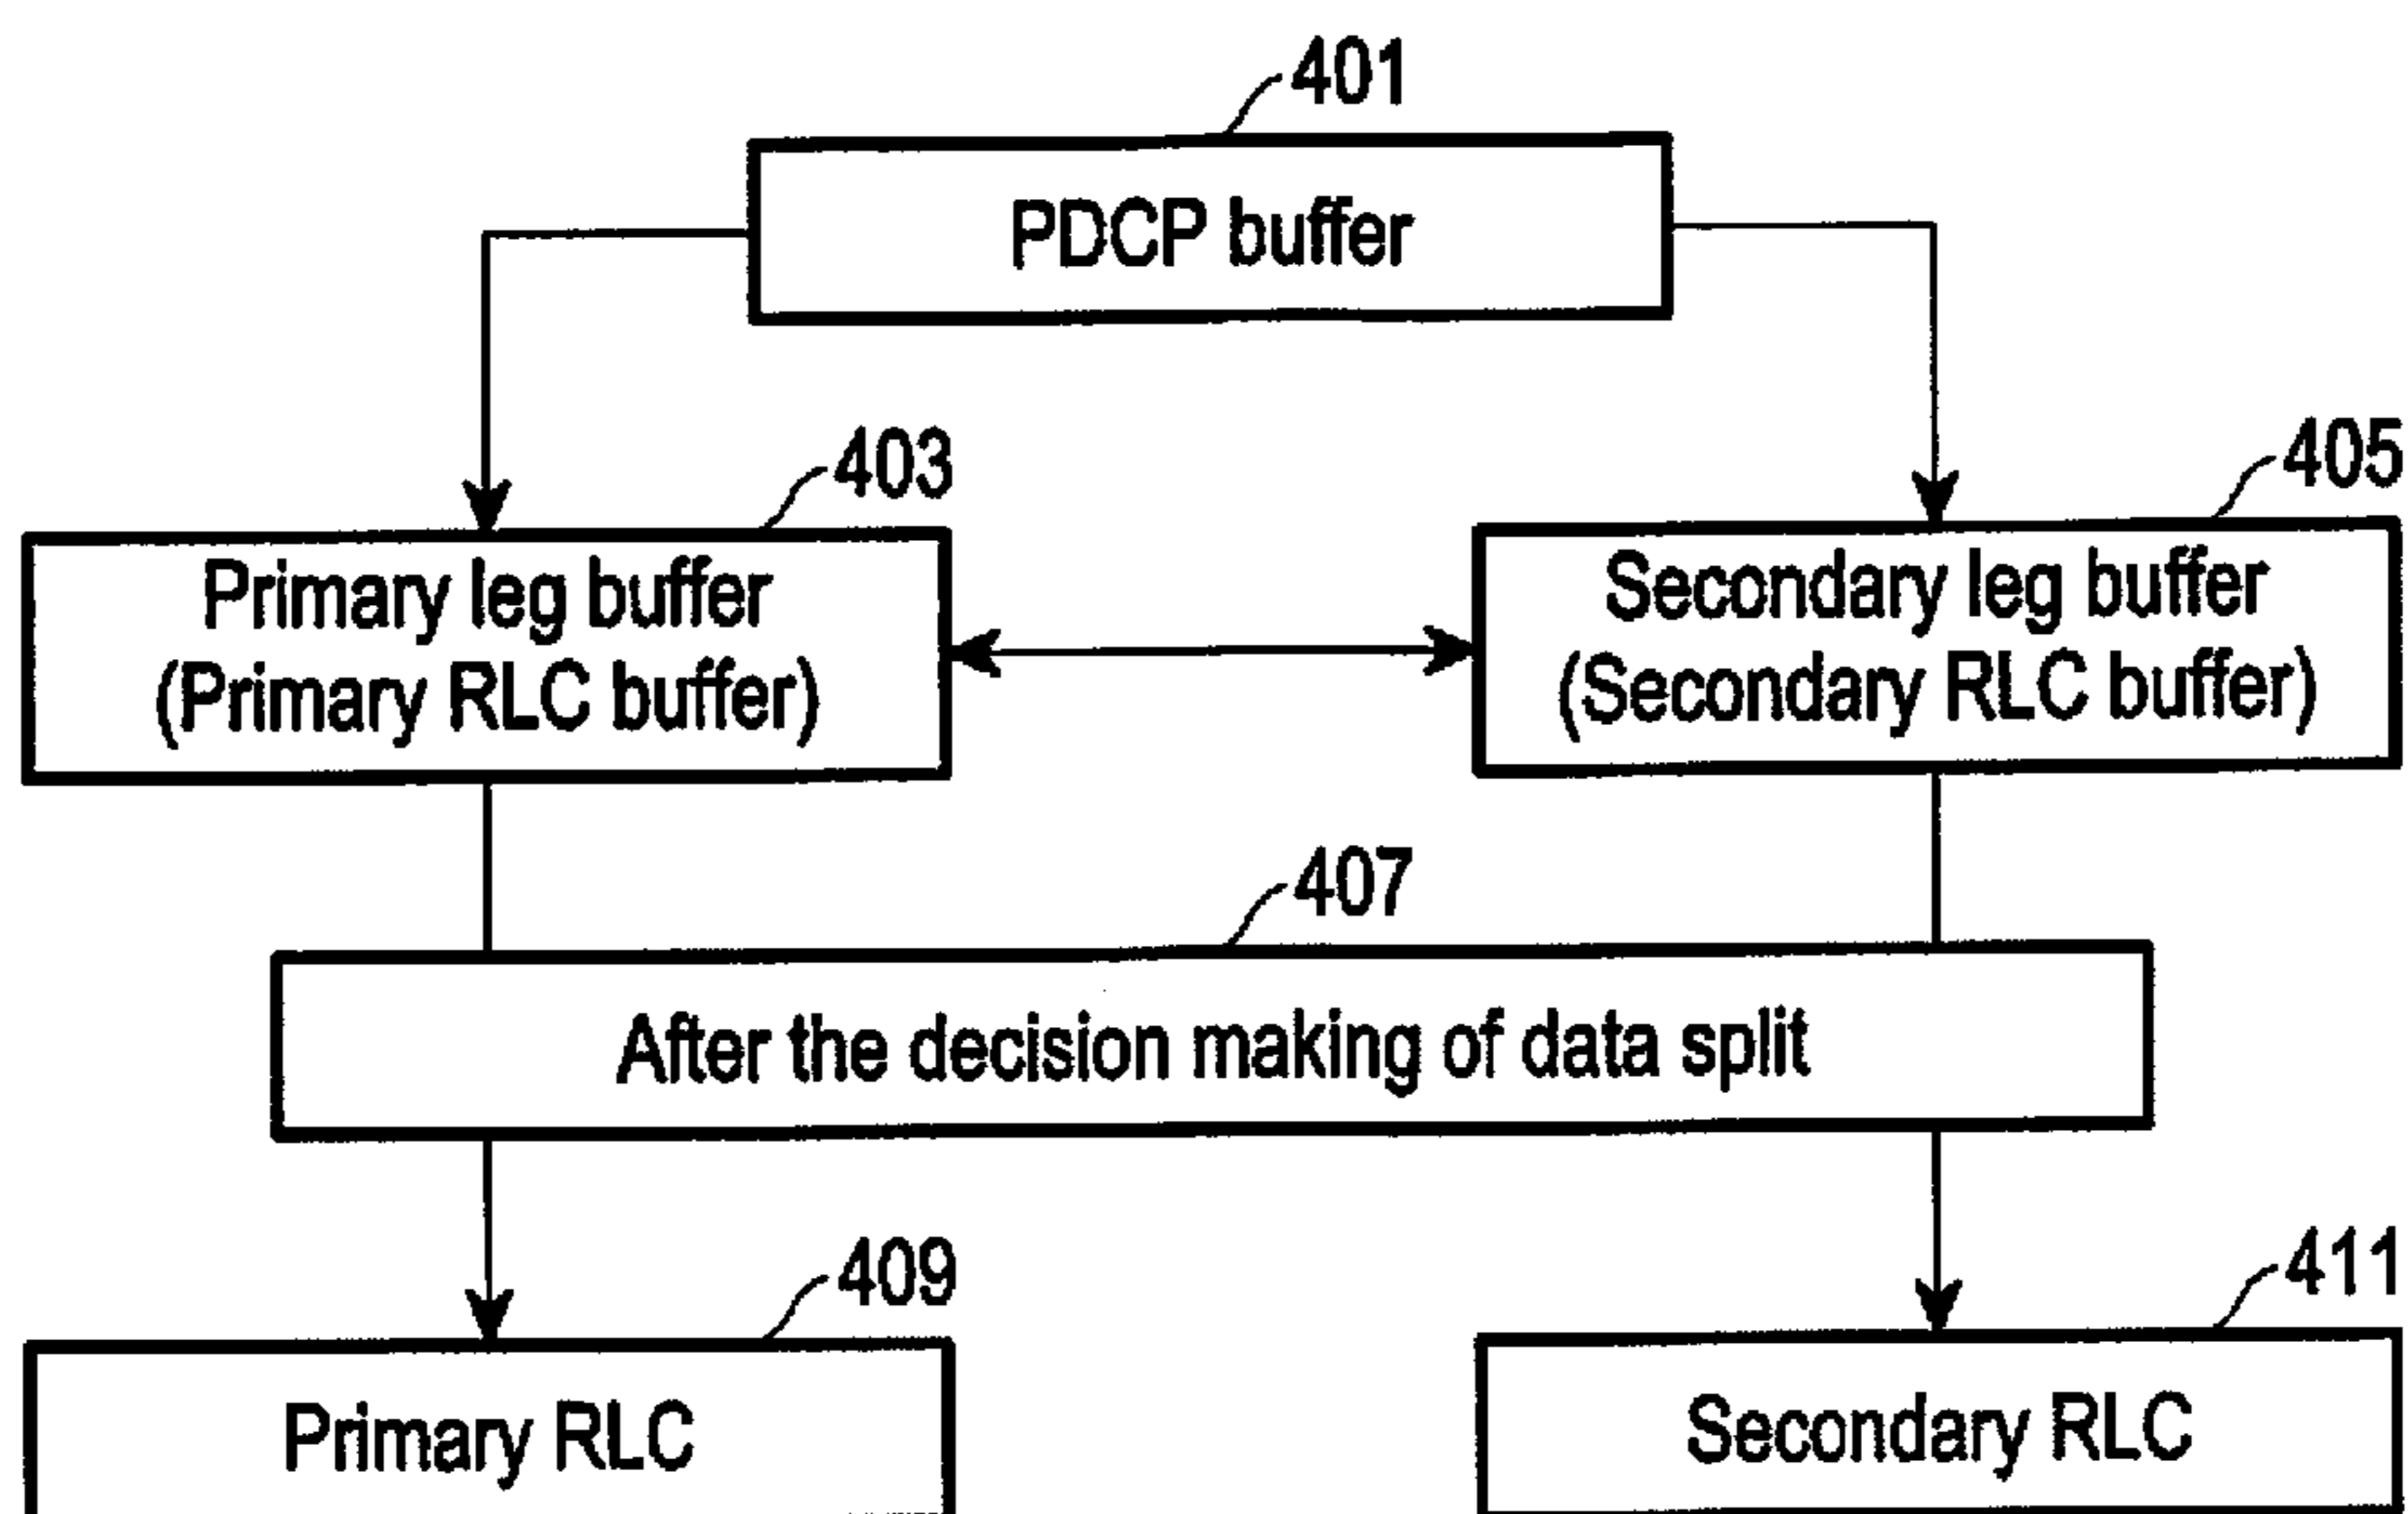 401
PDCP buffer
403
405
Primary leg buffer
(Primary RLC buffer)
Secondary leg buffer
(Secondary RLC buffer)
407
After the decision making of data split
409
411
Primary RLC
Secondary RLC